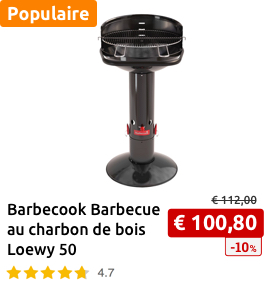 Populaire
€ 112,00
Barbecook Barbecue
au charbon de bois
Loewy 50
€ 100,80
-10%
4.7